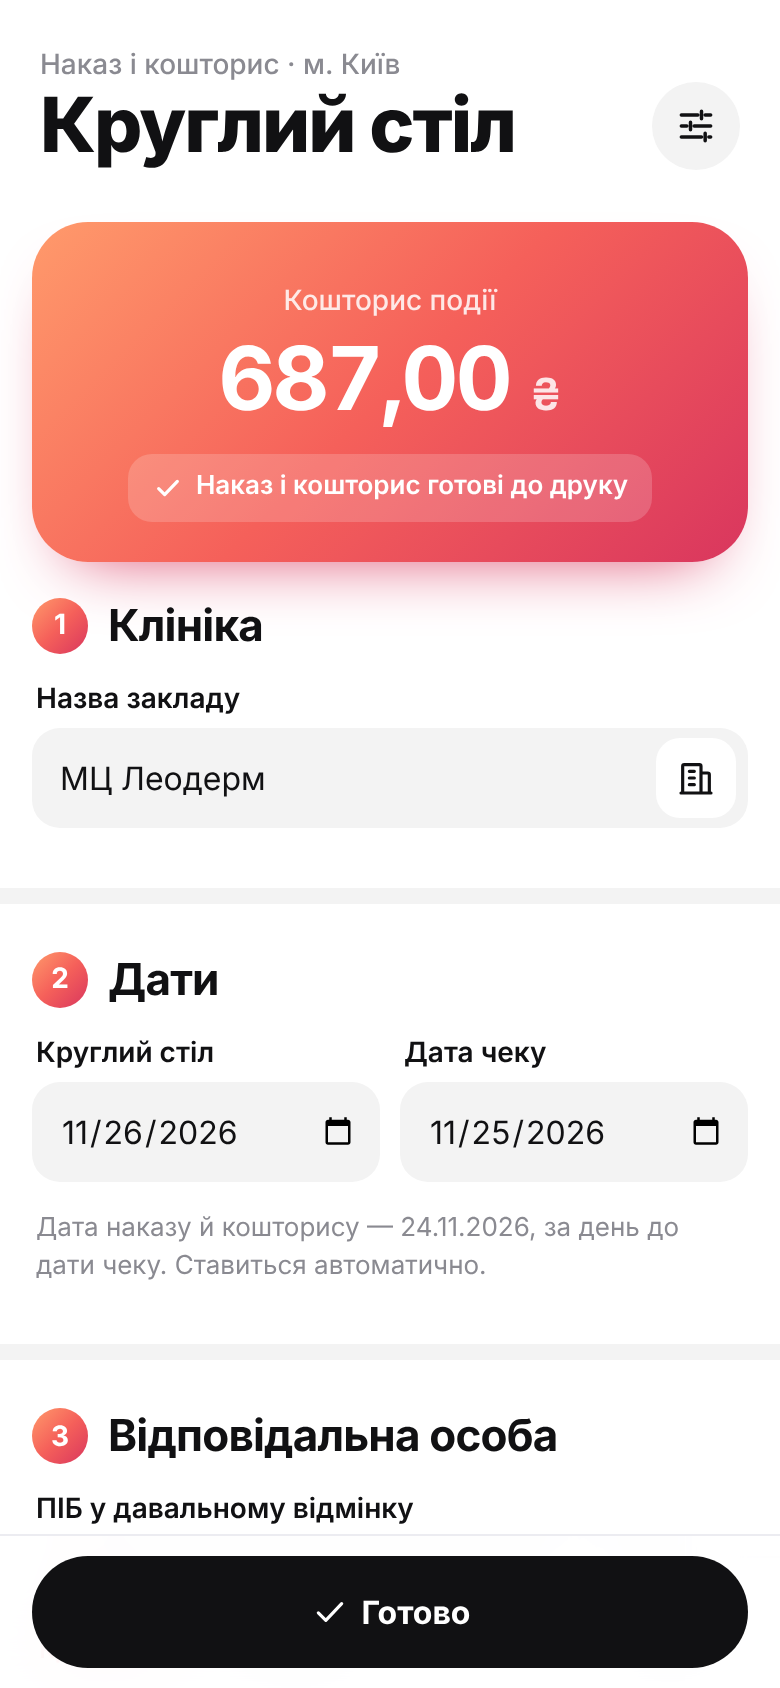 Наказ і кошторис · м. Київ
Круглий стіл
Кошторис події
687,00 ₴
Наказ і кошторис готові до друку
1 Клініка
Назва закладу
МЦ Леодерм
2 Дати
Круглий стіл Дата чеку
11/26/2026 11/25/2026
Дата наказу й кошторису — 24.11.2026, за день до
дати чеку. Ставиться автоматично.
3 Відповідальна особа
ПІБ у давальному відмінку
Готово